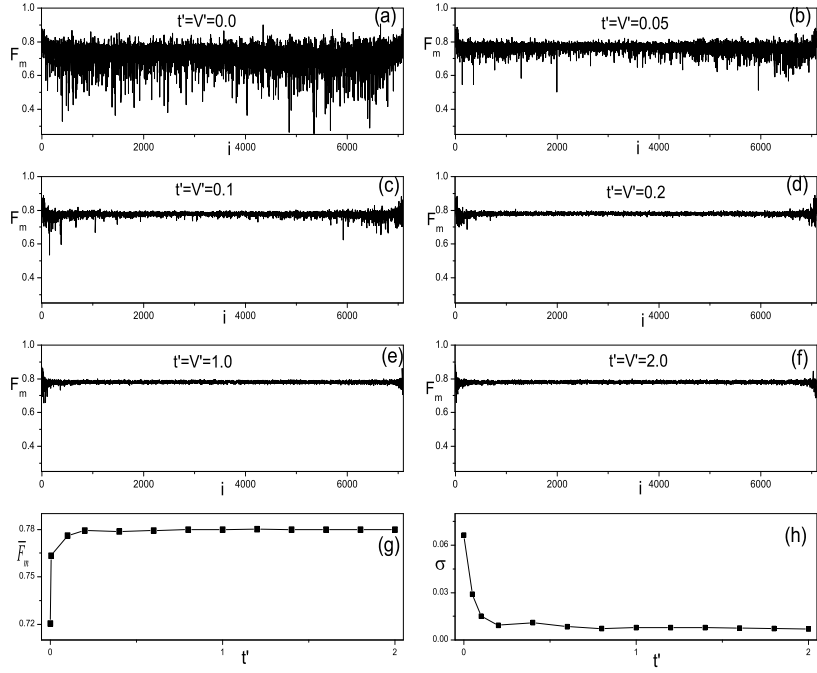 t'=V'=0.0 (a)
1.0
0.8
0.6
0.4
F_m
0 2000 4000 6000
i
t'=V'=0.05 (b)
1.0
0.8
0.6
0.4
F_m
0 2000 4000 6000
i
t'=V'=0.1 (c)
1.0
0.8
0.6
0.4
F_m
0 2000 4000 6000
i
t'=V'=0.2 (d)
1.0
0.8
0.6
0.4
F_m
0 2000 4000 6000
i
t'=V'=1.0 (e)
1.0
0.8
0.6
0.4
F_m
0 2000 4000 6000
i
t'=V'=2.0 (f)
1.0
0.8
0.6
0.4
F_m
0 2000 4000 6000
i
(g)
0.78
0.75
0.72
F̅_m
0 1 2
t'
(h)
0.06
0.03
0.00
σ
0 1 2
t'